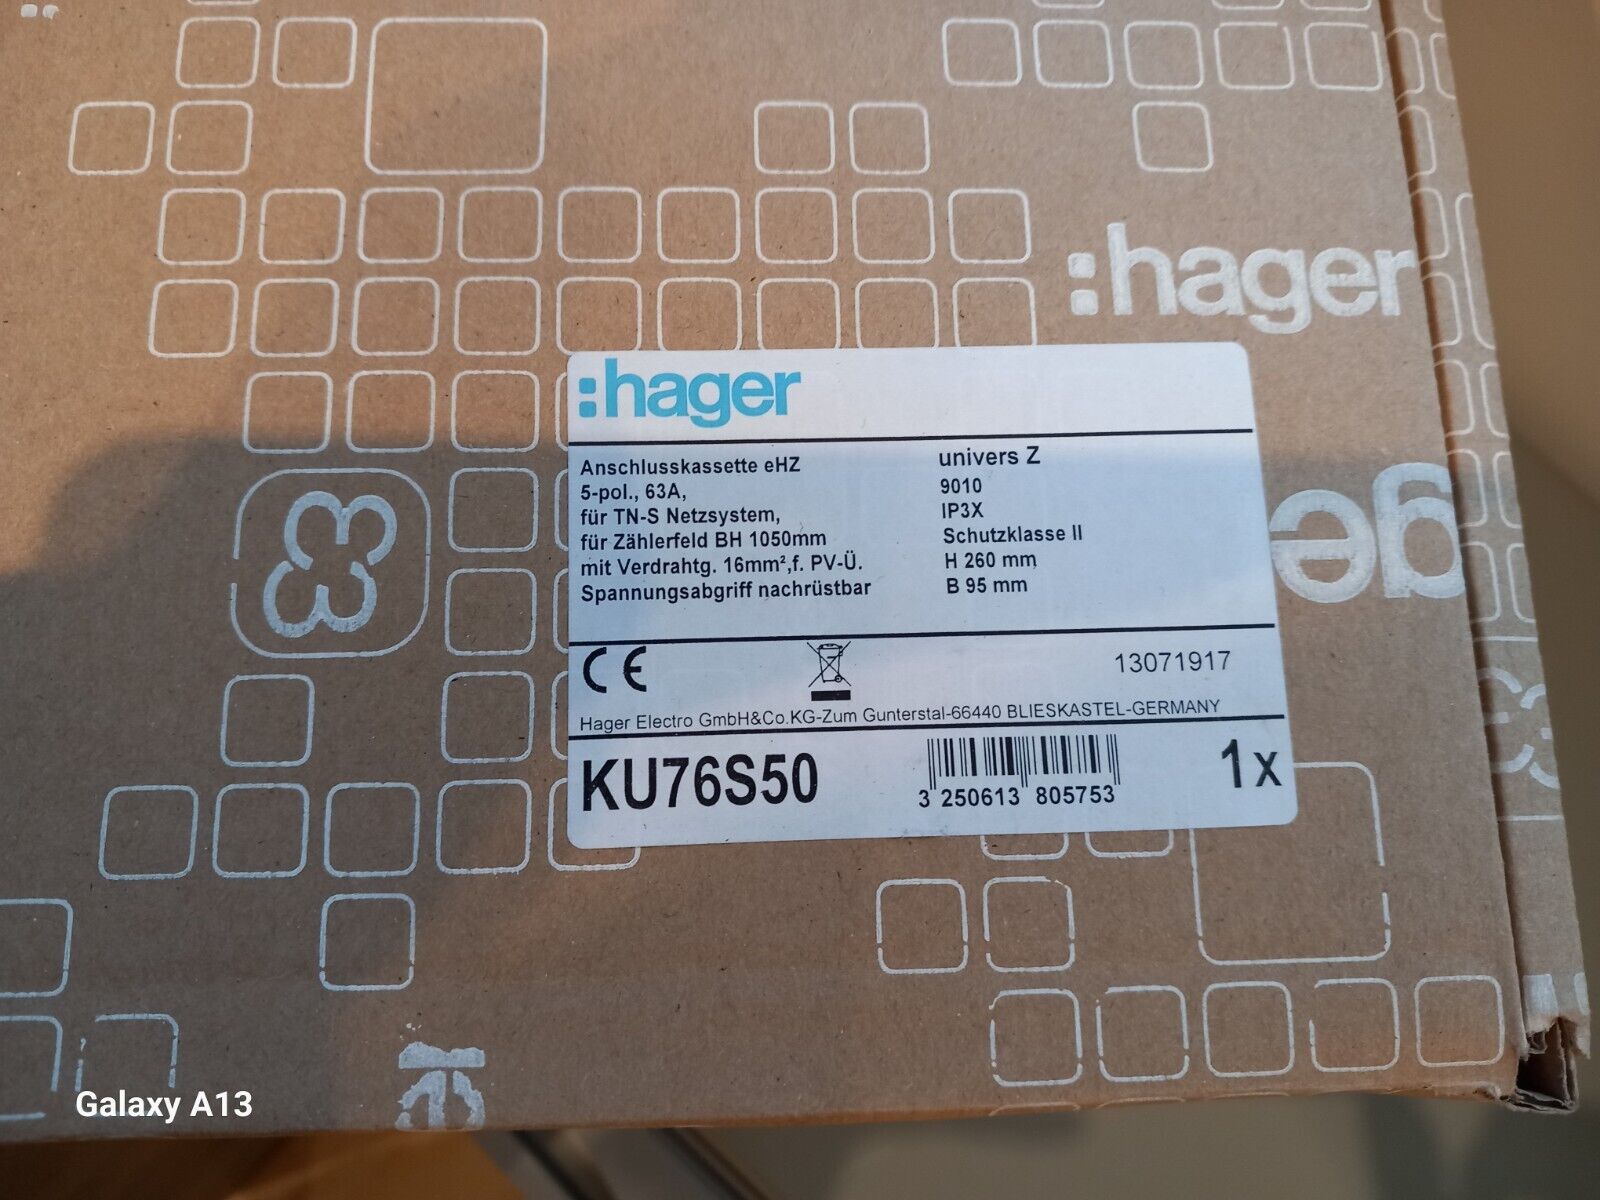 :hager
:hager
Anschlusskassette eHZ
5-pol., 63A,
für TN-S Netzsystem,
für Zählerfeld BH 1050mm
mit Verdrahtg. 16mm²,f. PV-Ü.
Spannungsabgriff nachrüstbar
univers Z
9010
IP3X
Schutzklasse II
H 260 mm
B 95 mm
CE
13071917
Hager Electro GmbH&Co.KG-Zum Gunterstal-66440 BLIESKASTEL-GERMANY
KU76S50
3 250613 805753
1x
ge
Galaxy A13